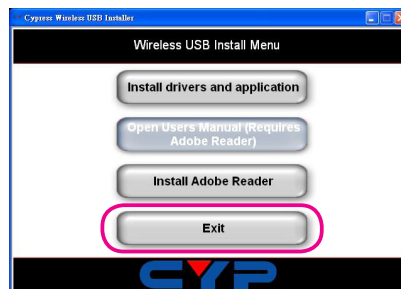 Cypress Wireless USB Installer
Wireless USB Install Menu
Install drivers and application
Open Users Manual (Requires
Adobe Reader)
Install Adobe Reader
Exit
CYP